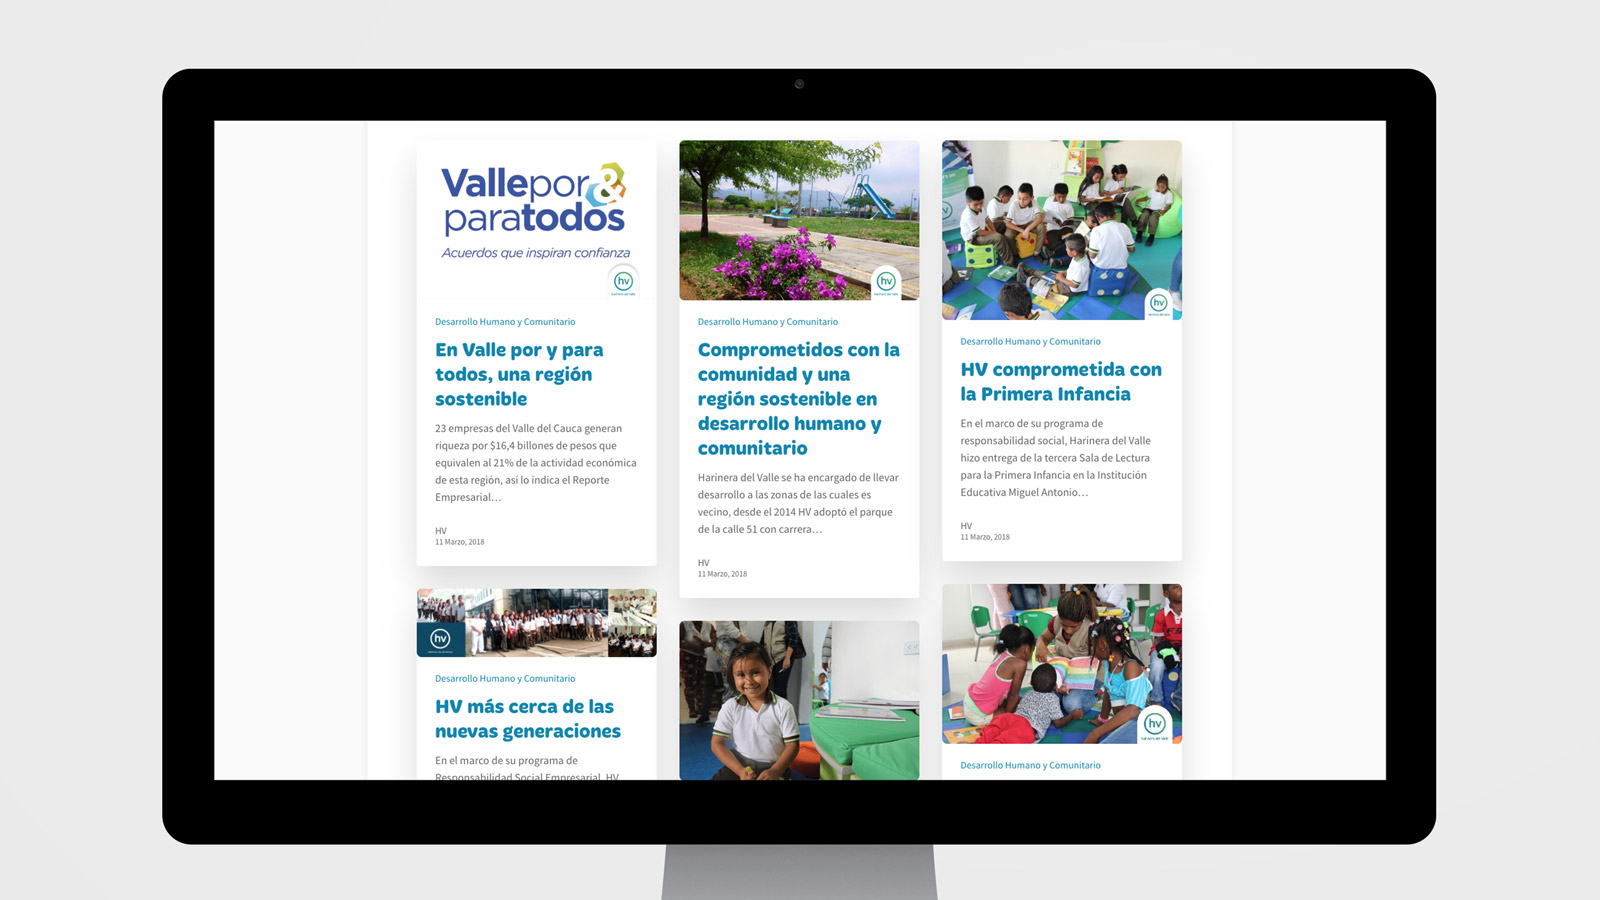 Vallepor&
paratodos
Acuerdos que inspiran confianza
hv
Desarrollo Humano y Comunitario
En Valle por y para
todos, una región
sostenible
23 empresas del Valle del Cauca generan
riqueza por $16,4 billones de pesos que
equivalen al 21% de la actividad económica
de esta región, así lo indica el Reporte
Empresarial…
HV
11 Marzo, 2018
hv
Desarrollo Humano y Comunitario
HV más cerca de las
nuevas generaciones
En el marco de su programa de
Responsabilidad Social Empresarial, HV
hv
Desarrollo Humano y Comunitario
Comprometidos con la
comunidad y una
región sostenible en
desarrollo humano y
comunitario
Harinera del Valle se ha encargado de llevar
desarrollo a las zonas de las cuales es
vecino, desde el 2014 HV adoptó el parque
de la calle 51 con carrera…
HV
11 Marzo, 2018
hv
Desarrollo Humano y Comunitario
HV comprometida con
la Primera Infancia
En el marco de su programa de
responsabilidad social, Harinera del Valle
hizo entrega de la tercera Sala de Lectura
para la Primera Infancia en la Institución
Educativa Miguel Antonio…
HV
11 Marzo, 2018
hv
Desarrollo Humano y Comunitario